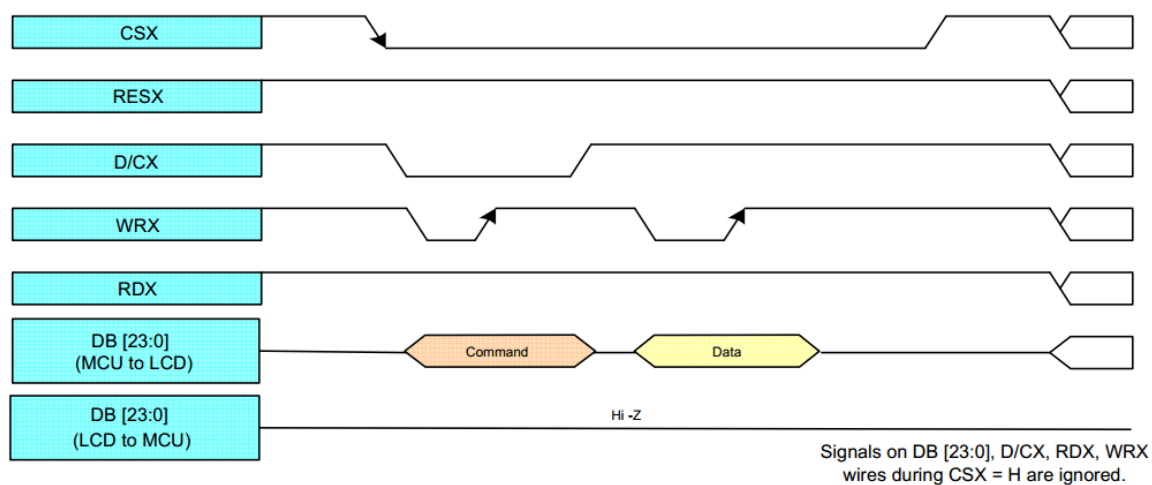 CSX
RESX
D/CX
WRX
RDX
DB [23:0]
(MCU to LCD)
Command
Data
DB [23:0]
(LCD to MCU)
Hi -Z
Signals on DB [23:0], D/CX, RDX, WRX
wires during CSX = H are ignored.